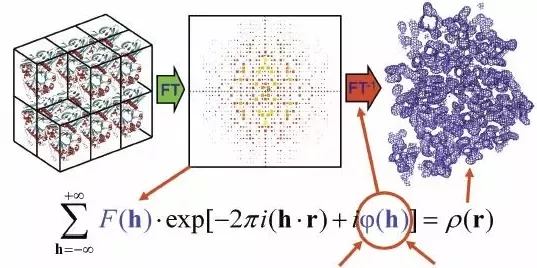 FT
FT⁻¹
+∞
∑ F(h)·exp[−2πi(h·r)+iφ(h)]=ρ(r)
h=−∞